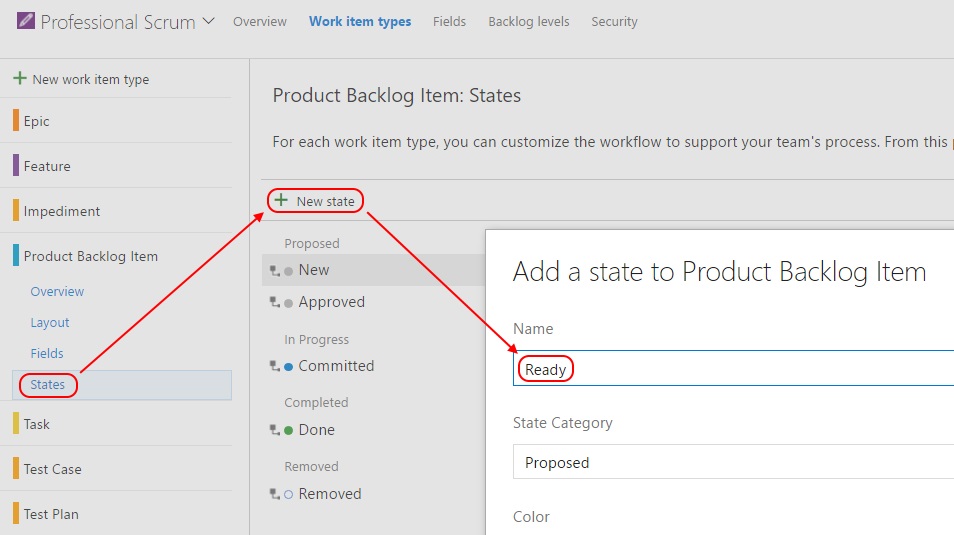 Professional Scrum Overview Work item types Fields Backlog levels Security
New work item type
Epic
Feature
Impediment
Product Backlog Item
Overview
Layout
Fields
States
Task
Test Case
Test Plan
Product Backlog Item: States
For each work item type, you can customize the workflow to support your team's process. From this
New state
Proposed
New
Approved
In Progress
Committed
Completed
Done
Removed
Removed
Add a state to Product Backlog Item
Name
Ready
State Category
Proposed
Color